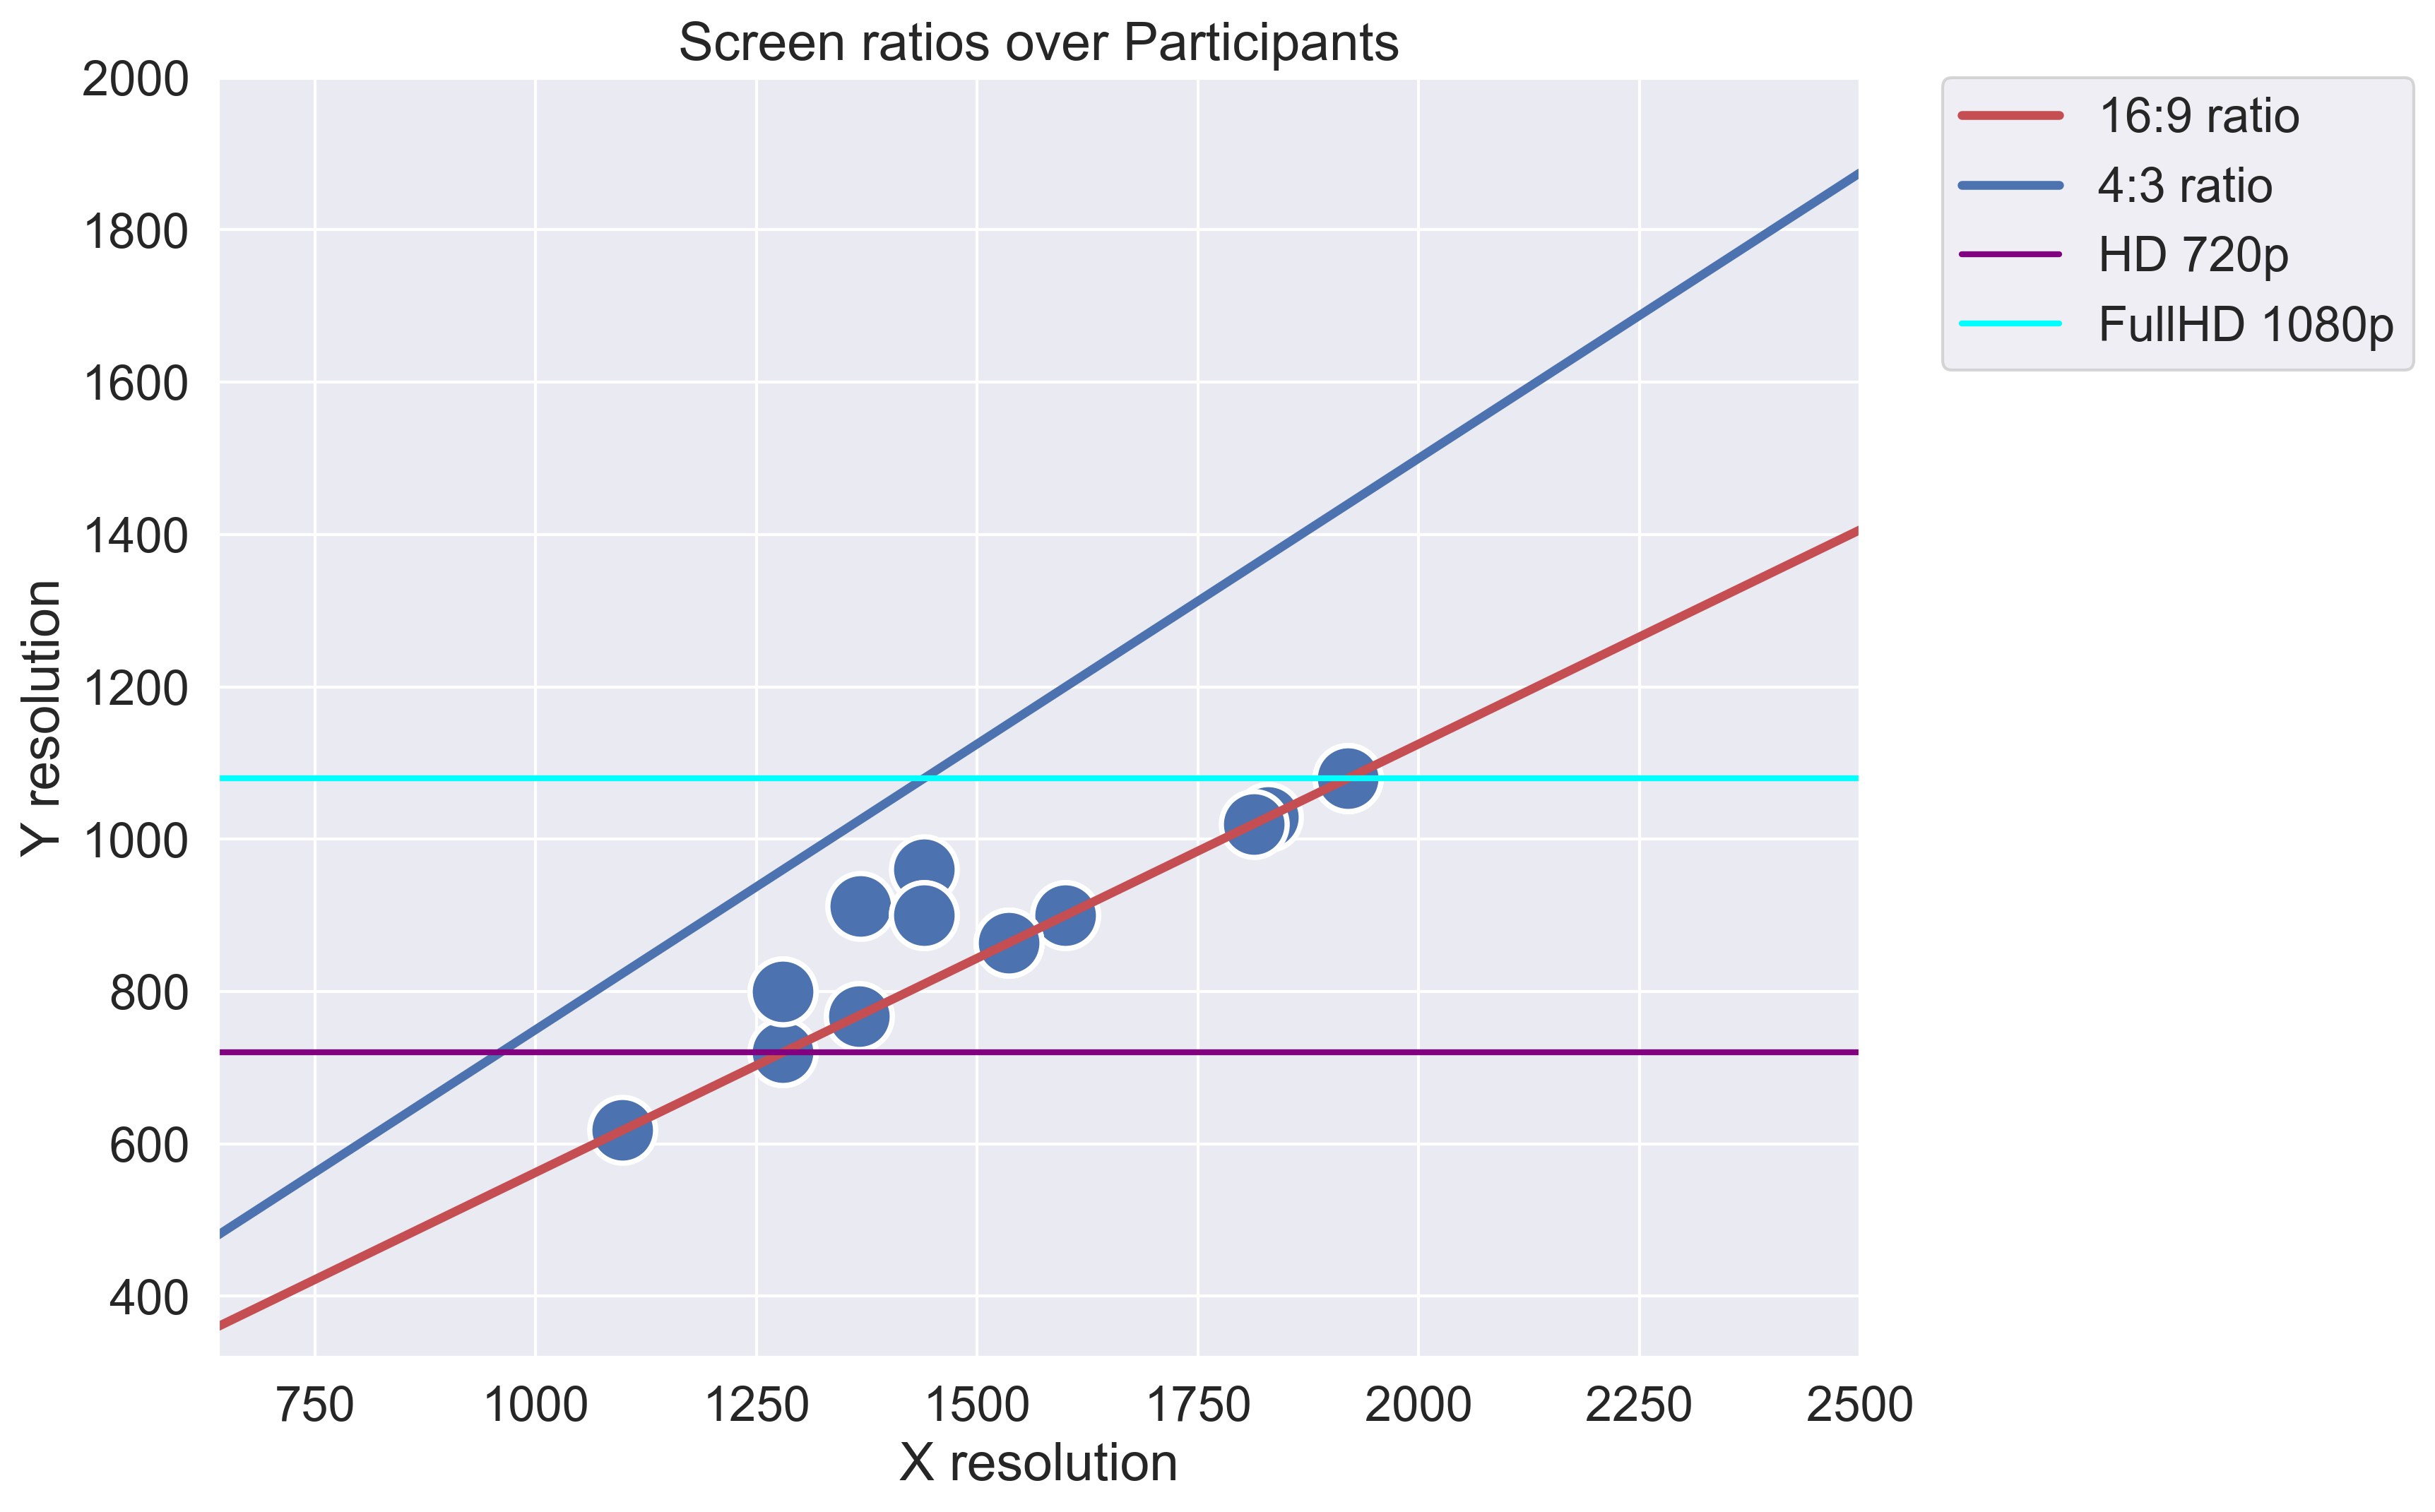 Screen ratios over Participants
2000
1800
1600
1400
1200
1000
800
600
400
Y resolution
750 1000 1250 1500 1750 2000 2250 2500
X resolution
16:9 ratio
4:3 ratio
HD 720p
FullHD 1080p